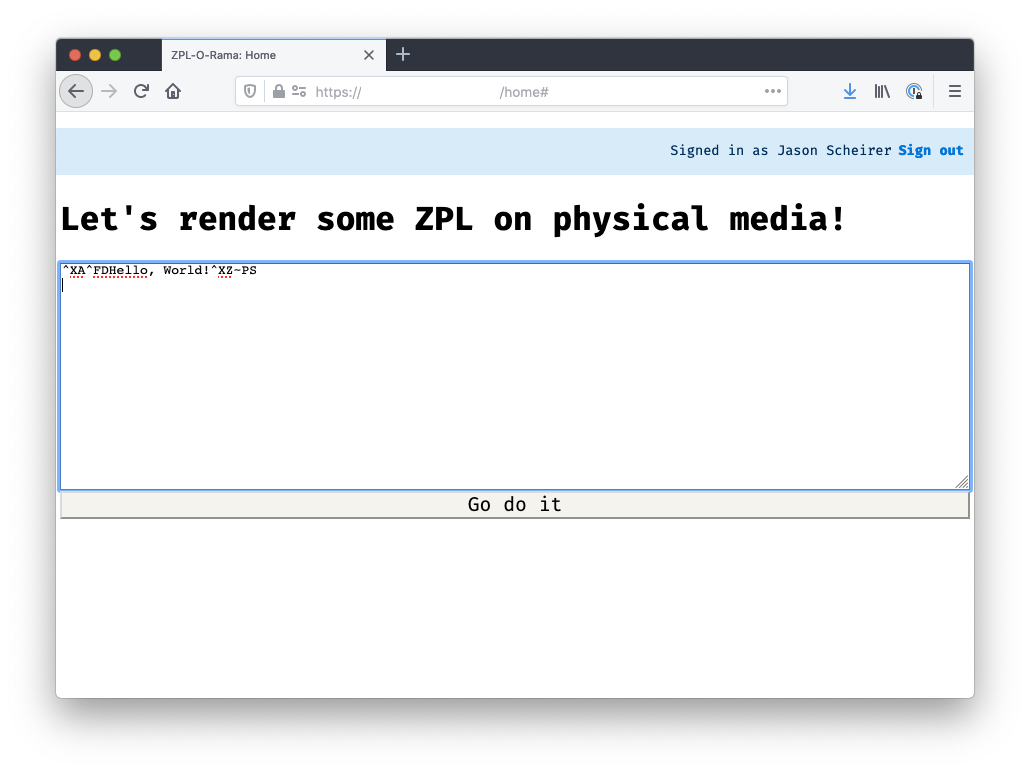 ZPL-O-Rama: Home
https:// /home#
Signed in as Jason Scheirer Sign out
Let's render some ZPL on physical media!
^XA^FDHello, World!^XZ~PS
Go do it